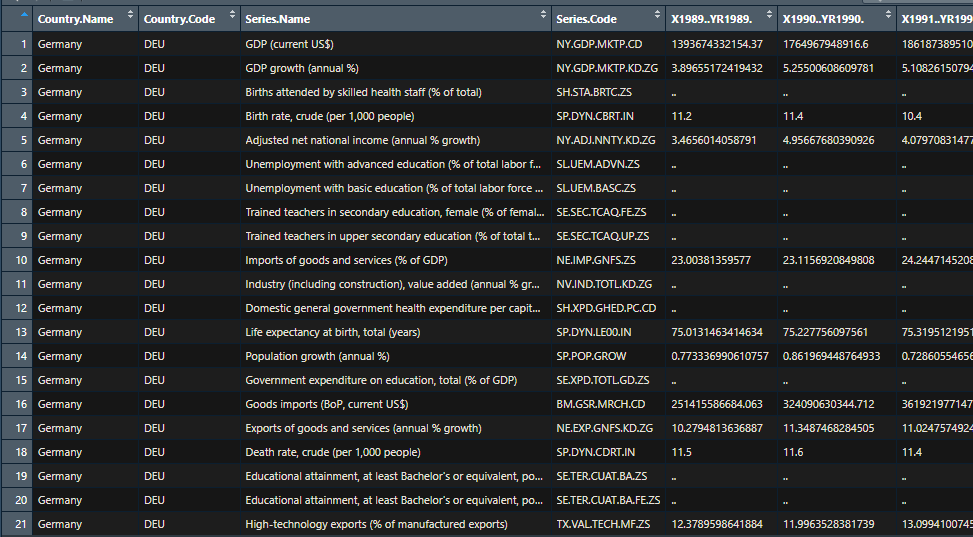 Country.Name Country.Code Series.Name Series.Code X1989..YR1989. X1990..YR1990. X1991..YR199
1 Germany DEU GDP (current US$) NY.GDP.MKTP.CD 1393674332154.37 1764967948916.6 186187389510
2 Germany DEU GDP growth (annual %) NY.GDP.MKTP.KD.ZG 3.89655172419432 5.25500608609781 5.10826150794
3 Germany DEU Births attended by skilled health staff (% of total) SH.STA.BRTC.ZS .. .. ..
4 Germany DEU Birth rate, crude (per 1,000 people) SP.DYN.CBRT.IN 11.2 11.4 10.4
5 Germany DEU Adjusted net national income (annual % growth) NY.ADJ.NNTY.KD.ZG 3.4656014058791 4.95667680390926 4.07970831477
6 Germany DEU Unemployment with advanced education (% of total labor f... SL.UEM.ADVN.ZS .. .. ..
7 Germany DEU Unemployment with basic education (% of total labor force ... SL.UEM.BASC.ZS .. .. ..
8 Germany DEU Trained teachers in secondary education, female (% of femal... SE.SEC.TCAQ.FE.ZS .. .. ..
9 Germany DEU Trained teachers in upper secondary education (% of total t... SE.SEC.TCAQ.UP.ZS .. .. ..
10 Germany DEU Imports of goods and services (% of GDP) NE.IMP.GNFS.ZS 23.00381359577 23.1156920849808 24.2447145208
11 Germany DEU Industry (including construction), value added (annual % gr... NV.IND.TOTL.KD.ZG .. .. ..
12 Germany DEU Domestic general government health expenditure per capit... SH.XPD.GHED.PC.CD .. .. ..
13 Germany DEU Life expectancy at birth, total (years) SP.DYN.LE00.IN 75.0131463414634 75.227756097561 75.3195121951
14 Germany DEU Population growth (annual %) SP.POP.GROW 0.773336990610757 0.861969448764933 0.72860554656
15 Germany DEU Government expenditure on education, total (% of GDP) SE.XPD.TOTL.GD.ZS .. .. ..
16 Germany DEU Goods imports (BoP, current US$) BM.GSR.MRCH.CD 251415586684.063 324090630344.712 361921977147
17 Germany DEU Exports of goods and services (annual % growth) NE.EXP.GNFS.KD.ZG 10.2794813636887 11.3487468284505 11.0247574924
18 Germany DEU Death rate, crude (per 1,000 people) SP.DYN.CDRT.IN 11.5 11.6 11.4
19 Germany DEU Educational attainment, at least Bachelor's or equivalent, po... SE.TER.CUAT.BA.ZS .. .. ..
20 Germany DEU Educational attainment, at least Bachelor's or equivalent, po... SE.TER.CUAT.BA.FE.ZS .. .. ..
21 Germany DEU High-technology exports (% of manufactured exports) TX.VAL.TECH.MF.ZS 12.3789598641884 11.9963528381739 13.0994100745